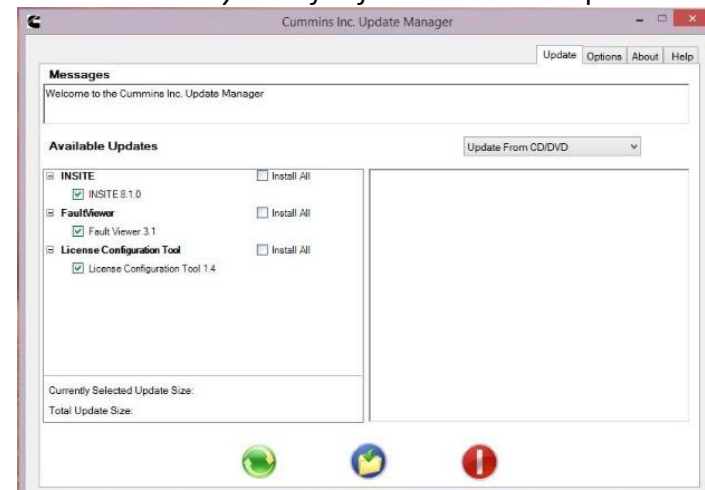 Cummins Inc. Update Manager
Update Options About Help
Messages
Welcome to the Cummins Inc. Update Manager
Available Updates
Update From CD/DVD
INSITE Install All
INSITE 8.1.0
FaultViewer Install All
Fault Viewer 3.1
License Configuration Tool Install All
License Configuration Tool 1.4
Currently Selected Update Size:
Total Update Size: